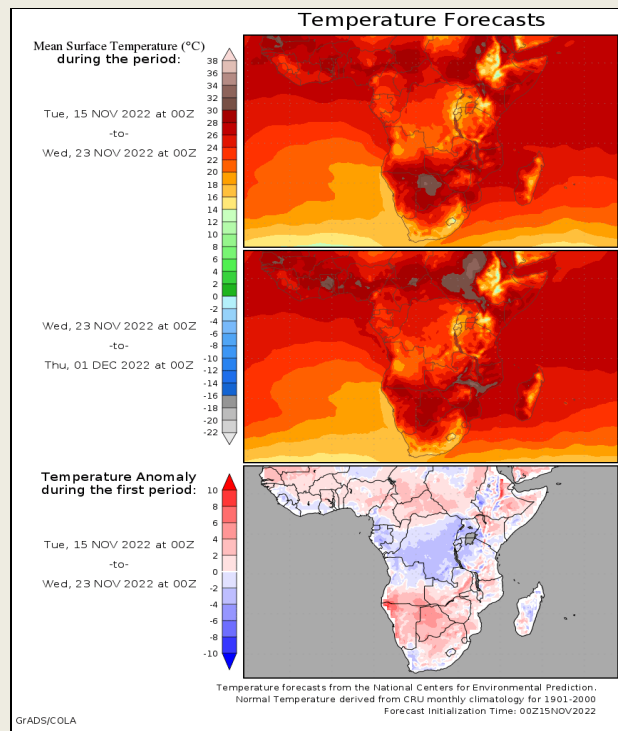 Temperature Forecasts
Mean Surface Temperature (°C)
during the period:
Tue, 15 NOV 2022 at 00Z
-to-
Wed, 23 NOV 2022 at 00Z
38
36
34
32
30
28
26
24
22
20
18
16
14
12
10
8
6
4
2
0
-2
-4
-6
-8
-10
-12
-14
-16
-18
-20
-22
Wed, 23 NOV 2022 at 00Z
-to-
Thu, 01 DEC 2022 at 00Z
Temperature Anomaly
during the first period:
Tue, 15 NOV 2022 at 00Z
-to-
Wed, 23 NOV 2022 at 00Z
10
8
6
4
2
0
-2
-4
-6
-8
-10
Temperature forecasts from the National Centers for Environmental Prediction.
Normal Temperature derived from CRU monthly climatology for 1901-2000
Forecast Initialization Time: 00Z15NOV2022
GrADS/COLA